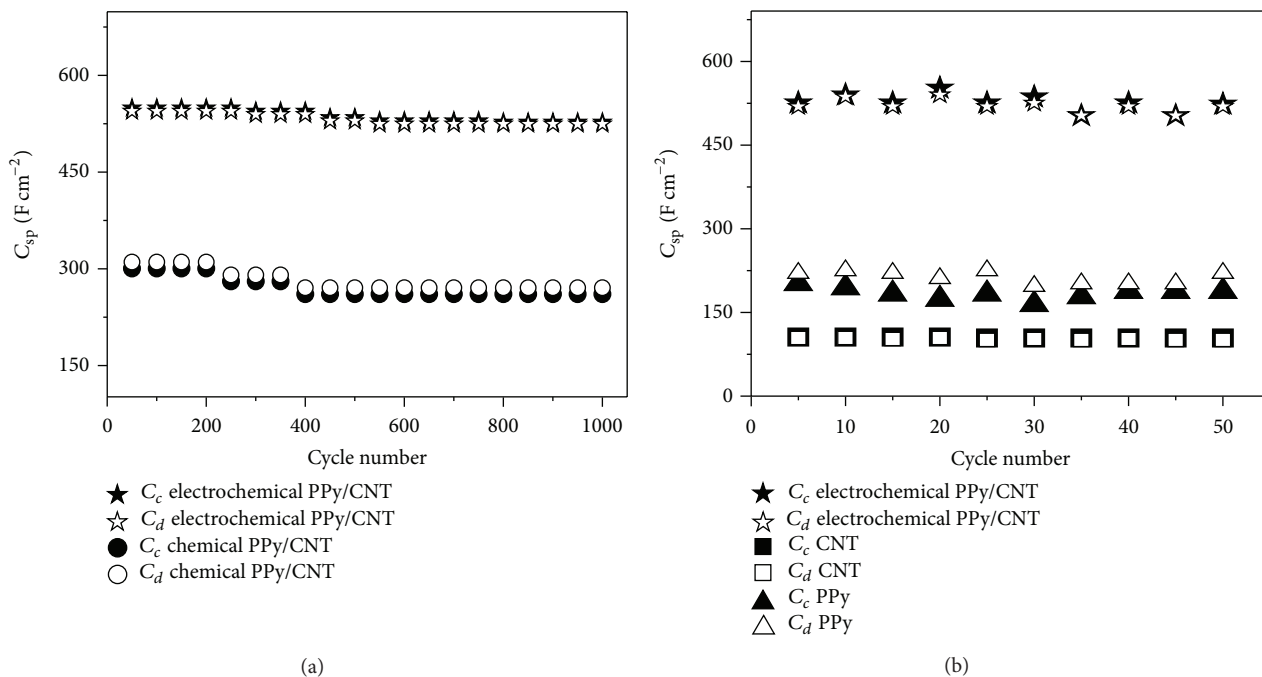 600
450
300
150
C_sp (F cm⁻²)
0
200
400
600
800
1000
Cycle number
★ C_c electrochemical PPy/CNT
☆ C_d electrochemical PPy/CNT
● C_c chemical PPy/CNT
○ C_d chemical PPy/CNT
(a)
600
450
300
150
0
C_sp (F cm⁻²)
0
10
20
30
40
50
Cycle number
★ C_c electrochemical PPy/CNT
☆ C_d electrochemical PPy/CNT
■ C_c CNT
□ C_d CNT
▲ C_c PPy
△ C_d PPy
(b)